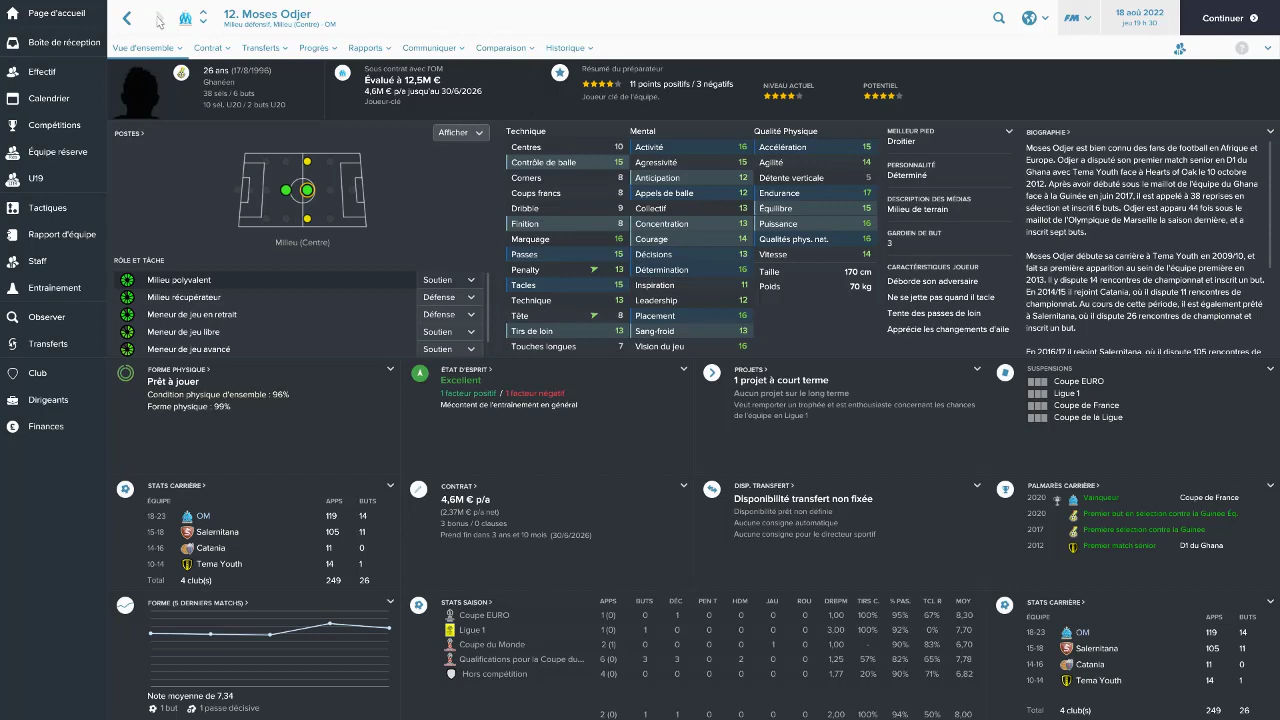 12. Moses Odjer
Milieu défensif, Milieu (Centre) - OM
FM
18 aoû 2022
jeu 19 h 30
Continuer
Vue d'ensemble
Contrat
Transferts
Progrès
Rapports
Communiquer
Comparaison
Historique
Page d'accueil
Boîte de réception
Effectif
Calendrier
Compétitions
Équipe réserve
U19
Tactiques
Rapport d'équipe
Staff
Entrainement
Observer
Transferts
Club
Dirigeants
Finances
26 ans (17/8/1996)
Ghanéen
38 séls / 6 buts
10 sél. U20 / 2 buts U20
Sous contrat avec l'OM
Évalué à 12,5M €
4,6M € p/a jusqu'au 30/6/2026
Joueur-clé
Résumé du préparateur
11 points positifs / 3 négatifs
Joueur clé de l'équipe.
NIVEAU ACTUEL
POTENTIEL
POSTES >
Afficher
Milieu (Centre)
RÔLE ET TÂCHE
Milieu polyvalent Soutien
Milieu récupérateur Défense
Meneur de jeu en retrait Défense
Meneur de jeu libre Soutien
Meneur de jeu avancé Soutien
Technique
Centres 10
Contrôle de balle 15
Corners 8
Coups francs 8
Dribble 9
Finition 8
Marquage 16
Passes 15
Penalty 13
Tacles 15
Technique 13
Tête 8
Tirs de loin 13
Touches longues 7
Mental
Activité 16
Agressivité 15
Anticipation 12
Appels de balle 12
Collectif 13
Concentration 13
Courage 14
Décisions 13
Détermination 16
Inspiration 11
Leadership 12
Placement 16
Sang-froid 13
Vision du jeu 16
Qualité Physique
Accélération 15
Agilité 14
Détente verticale 5
Endurance 17
Équilibre 15
Puissance 16
Qualités phys. nat. 16
Vitesse 14
Taille 170 cm
Poids 70 kg
MEILLEUR PIED
Droitier
PERSONNALITÉ
Déterminé
DESCRIPTION DES MÉDIAS
Milieu de terrain
GARDIEN DE BUT
3
CARACTÉRISTIQUES JOUEUR
Déborde son adversaire
Ne se jette pas quand il tacle
Tente des passes de loin
Apprécie les changements d'aile
BIOGRAPHIE >
Moses Odjer est bien connu des fans de football en Afrique et
Europe. Odjer a disputé son premier match senior en D1 du
Ghana avec Tema Youth face à Hearts of Oak le 10 octobre
2012. Après avoir débuté sous le maillot de l'équipe du Ghana
face à la Guinée en juin 2017, il est appelé à 38 reprises en
sélection et inscrit 6 buts. Odjer est apparu 44 fois sous le
maillot de l'Olympique de Marseille la saison dernière, et a
inscrit sept buts.
Moses Odjer débute sa carrière à Tema Youth en 2009/10, et
fait sa première apparition au sein de l'équipe première en
2013. Il y dispute 14 rencontres de championnat et inscrit un but.
En 2014/15 il rejoint Catania, où il dispute 11 rencontres de
championnat. Au cours de cette période, il est également prêté
à Salernitana, où il dispute 26 rencontres de championnat et
inscrit un but.
En 2016/17 il rejoint Salernitana, où il dispute 105 rencontres de
FORME PHYSIQUE >
Prêt à jouer
Condition physique d'ensemble : 96%
Forme physique : 99%
ÉTAT D'ESPRIT >
Excellent
1 facteur positif / 1 facteur négatif
Mécontent de l'entraînement en général
PROJETS >
1 projet à court terme
Aucun projet sur le long terme
Veut remporter un trophée et est enthousiaste concernant les chances
de l'équipe en Ligue 1
SUSPENSIONS
Coupe EURO
Ligue 1
Coupe de France
Coupe de la Ligue
STATS CARRIÈRE >
ÉQUIPE APPS BUTS
18-23 OM 119 14
15-18 Salernitana 105 11
14-16 Catania 11 0
10-14 Tema Youth 14 1
Total 4 club(s) 249 26
CONTRAT >
4,6M € p/a
(2,37M € p/a net)
3 bonus / 0 clauses
Prend fin dans 3 ans et 10 mois (30/6/2026)
DISP. TRANSFERT >
Disponibilité transfert non fixée
Disponibilité prêt non définie
Aucune consigne automatique
Aucune consigne pour le directeur sportif
PALMARÈS CARRIÈRE >
2020 Vainqueur Coupe de France
2020 Premier but en sélection contre la Guinée Éq.
2017 Première sélection contre la Guinée
2012 Premier match sénior D1 du Ghana
FORME (5 DERNIERS MATCHS) >
Note moyenne de 7,34
1 but 1 passe décisive
STATS SAISON > APPS BUTS DÉC PEN T HDM JAU ROU DRBPM TIRS C. % PAS. TCL R MOY
Coupe EURO 1 (0) 0 1 0 0 0 0 1,00 100% 95% 67% 8,30
Ligue 1 1 (0) 1 0 0 0 0 0 3,00 100% 92% 0% 7,70
Coupe du Monde 2 (1) 0 0 0 0 1 0 1,00 - 90% 83% 6,70
Qualifications pour la Coupe du... 6 (0) 3 3 0 2 0 0 1,25 57% 82% 65% 7,78
Hors compétition 4 (0) 0 0 0 0 0 0 1,77 20% 90% 71% 6,82
2 (0) 1 1 0 0 0 0 2,00 100% 94% 50% 8,00
STATS CARRIÈRE >
ÉQUIPE APPS BUTS
18-23 OM 119 14
15-18 Salernitana 105 11
14-16 Catania 11 0
10-14 Tema Youth 14 1
Total 4 club(s) 249 26